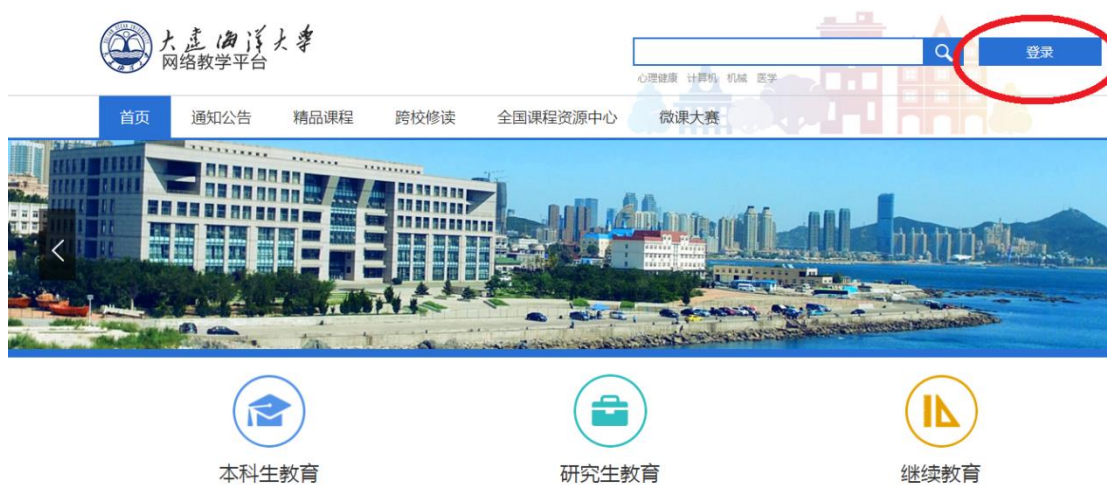 大连海洋大学
网络教学平台
登录
心理健康 计算机 机械 医学
首页 通知公告 精品课程 跨校修读 全国课程资源中心 微课大赛
本科生教育 研究生教育 继续教育